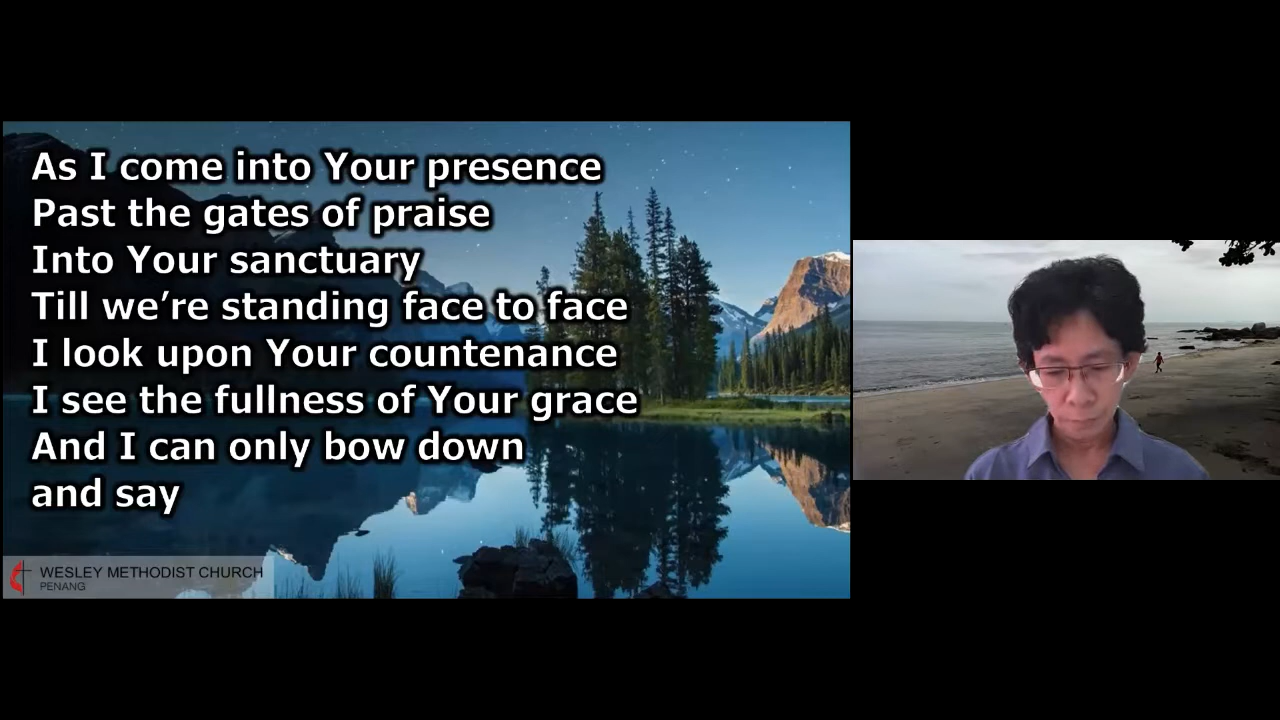 As I come into Your presence
Past the gates of praise
Into Your sanctuary
Till we’re standing face to face
I look upon Your countenance
I see the fullness of Your grace
And I can only bow down
and say
WESLEY METHODIST CHURCH
PENANG